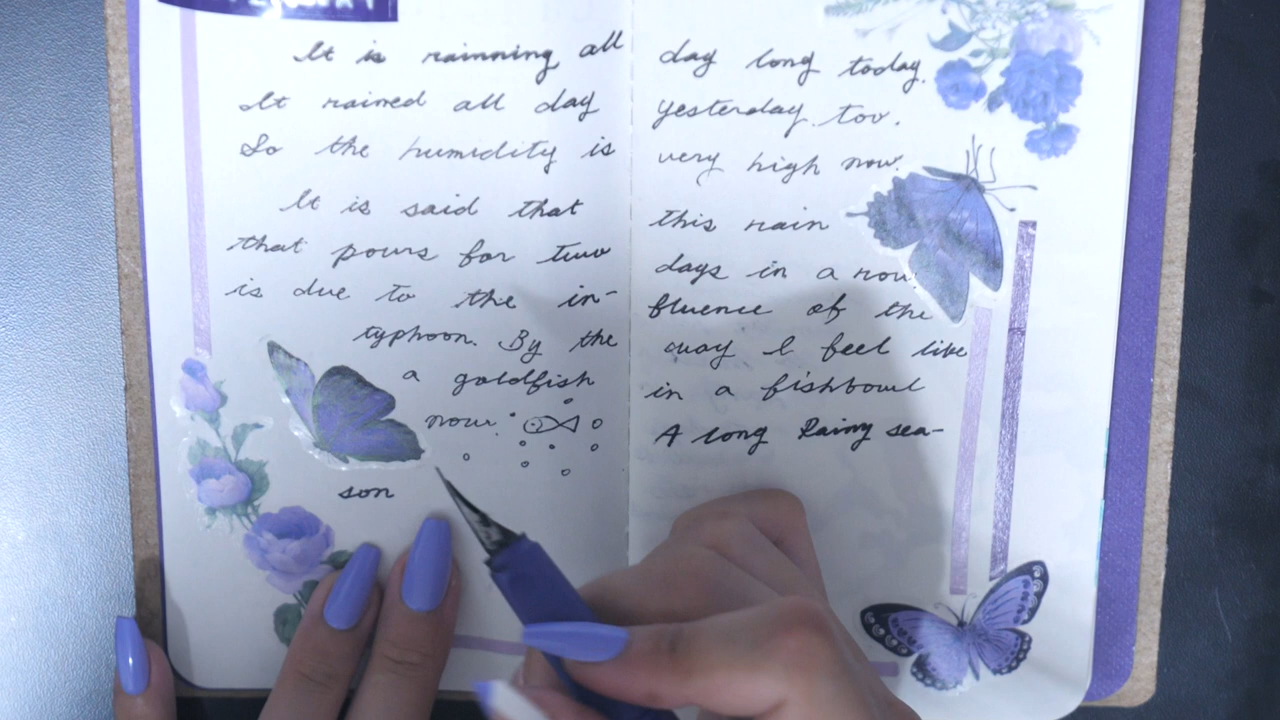 It is rainning all day long today.
It rained all day yesterday too.
So the humidity is very high now.
It is said that this rain
that pours for two days in a row
is due to the in- fluence of the
typhoon. By the way I feel like
a goldfish in a fishbowl
now. A long Rainy sea-
son